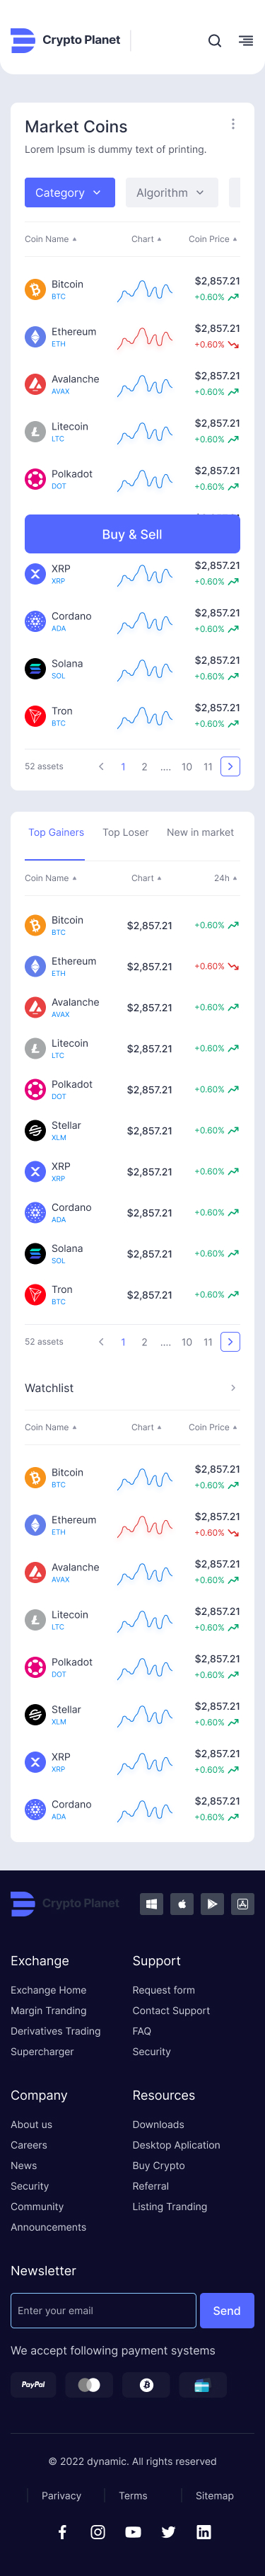 Crypto Planet
Market Coins
Lorem Ipsum is dummy text of printing.
Category
Algorithm
Coin Name Chart Coin Price
Bitcoin $2,857.21
BTC +0.60%
Ethereum $2,857.21
ETH +0.60%
Avalanche $2,857.21
AVAX +0.60%
Litecoin $2,857.21
LTC +0.60%
Polkadot $2,857.21
DOT +0.60%
Buy & Sell
XRP $2,857.21
XRP +0.60%
Cordano $2,857.21
ADA +0.60%
Solana $2,857.21
SOL +0.60%
Tron $2,857.21
BTC +0.60%
52 assets 1 2 .... 10 11
Top Gainers Top Loser New in market
Coin Name Chart 24h
Bitcoin $2,857.21 +0.60%
BTC
Ethereum $2,857.21 +0.60%
ETH
Avalanche $2,857.21 +0.60%
AVAX
Litecoin $2,857.21 +0.60%
LTC
Polkadot $2,857.21 +0.60%
DOT
Stellar $2,857.21 +0.60%
XLM
XRP $2,857.21 +0.60%
XRP
Cordano $2,857.21 +0.60%
ADA
Solana $2,857.21 +0.60%
SOL
Tron $2,857.21 +0.60%
BTC
52 assets 1 2 .... 10 11
Watchlist
Coin Name Chart Coin Price
Bitcoin $2,857.21
BTC +0.60%
Ethereum $2,857.21
ETH +0.60%
Avalanche $2,857.21
AVAX +0.60%
Litecoin $2,857.21
LTC +0.60%
Polkadot $2,857.21
DOT +0.60%
Stellar $2,857.21
XLM +0.60%
XRP $2,857.21
XRP +0.60%
Cordano $2,857.21
ADA +0.60%
Crypto Planet
Exchange
Exchange Home
Margin Tranding
Derivatives Trading
Supercharger
Support
Request form
Contact Support
FAQ
Security
Company
About us
Careers
News
Security
Community
Announcements
Resources
Downloads
Desktop Aplication
Buy Crypto
Referral
Listing Tranding
Newsletter
Enter your email
Send
We accept following payment systems
PayPal
© 2022 dynamic. All rights reserved
Parivacy Terms Sitemap